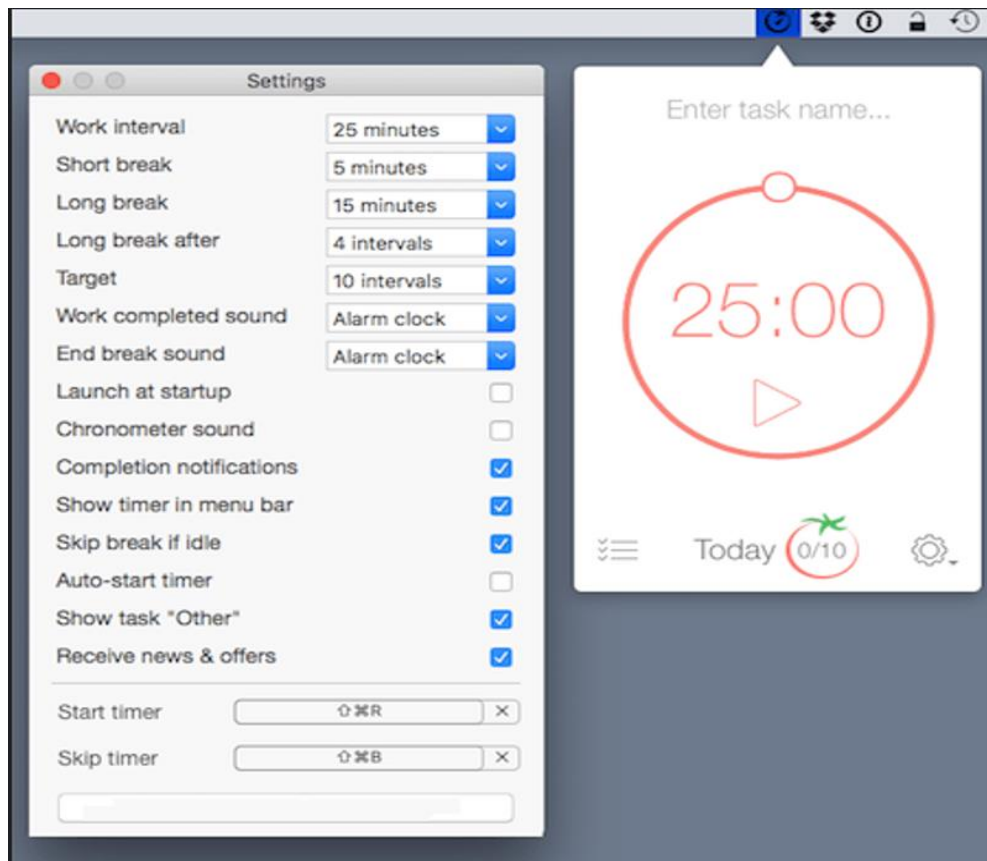 Settings
Work interval 25 minutes
Short break 5 minutes
Long break 15 minutes
Long break after 4 intervals
Target 10 intervals
Work completed sound Alarm clock
End break sound Alarm clock
Launch at startup
Chronometer sound
Completion notifications
Show timer in menu bar
Skip break if idle
Auto-start timer
Show task "Other"
Receive news & offers
Start timer ⇧⌘R
Skip timer ⇧⌘B
Enter task name...
25:00
Today 0/10